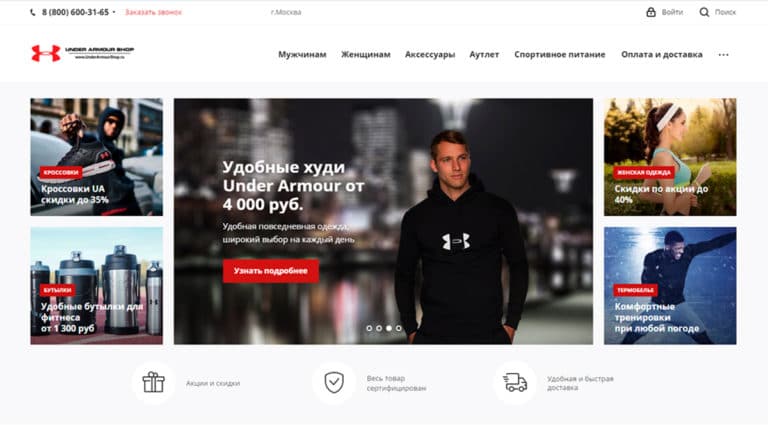 8 (800) 600-31-65
Заказать звонок
г.Москва
Войти
Поиск
UNDER ARMOUR SHOP
www.UnderArmourShop.ru
Мужчинам
Женщинам
Аксессуары
Аутлет
Спортивное питание
Оплата и доставка
КРОССОВКИ
Кроссовки UA
скидки до 35%
БУТЫЛКИ
Удобные бутылки для
фитнеса
от 1 300 руб
Удобные худи
Under Armour от
4 000 руб.
Удобная повседневная одежда,
широкий выбор на каждый день
Узнать подробнее
ЖЕНСКАЯ ОДЕЖДА
Скидки по акции до
40%
ТЕРМОБЕЛЬЕ
Комфортные
тренировки
при любой погоде
Акции и скидки
Весь товар
сертифицирован
Удобная и быстрая
доставка